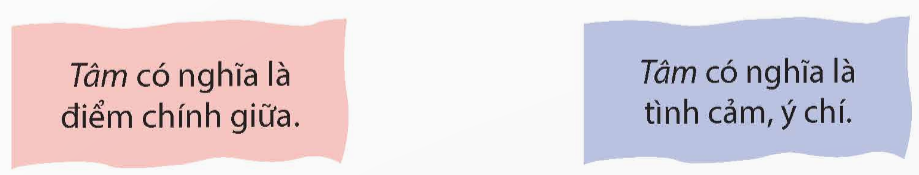 Tâm có nghĩa là
điểm chính giữa.
Tâm có nghĩa là
tình cảm, ý chí.